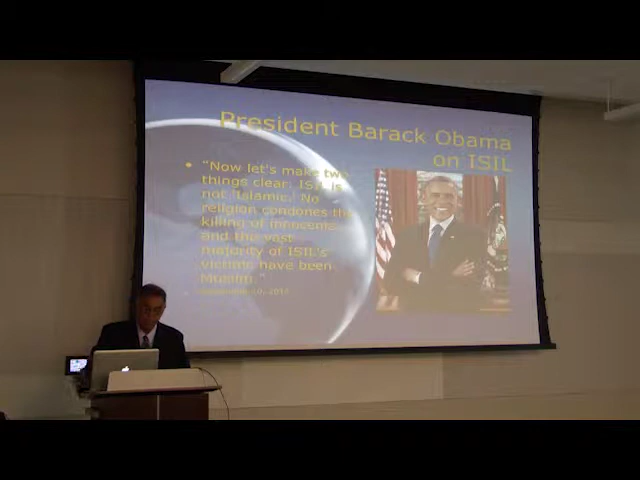 President Barack Obama
on ISIL
• "Now let's make two
things clear: ISIL is
not 'Islamic.' No
religion condones the
killing of innocents,
and the vast
majority of ISIL's
victims have been
Muslim."